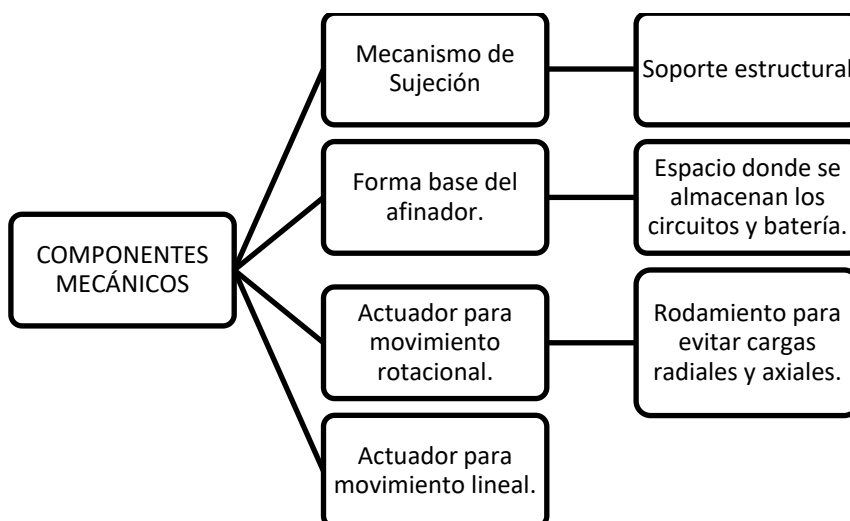 COMPONENTES
MECÁNICOS
Mecanismo de
Sujeción
Soporte estructural
Forma base del
afinador.
Espacio donde se
almacenan los
circuitos y batería.
Actuador para
movimiento
rotacional.
Rodamiento para
evitar cargas
radiales y axiales.
Actuador para
movimiento lineal.